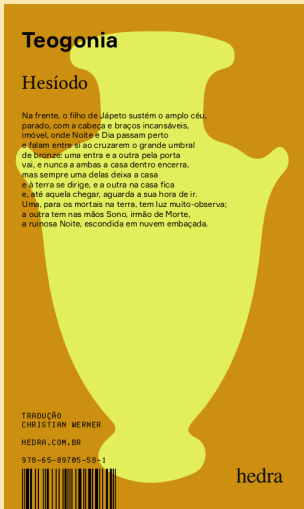 Teogonia
Hesíodo
Na frente, o filho de Jápeto sustém o amplo céu,
parado, com a cabeça e braços incansáveis,
imóvel, onde Noite e Dia passam perto
e falam entre si ao cruzarem o grande umbral
de bronze: uma entra e a outra pela porta
vai, e nunca a ambas a casa dentro encerra,
mas sempre uma delas deixa a casa
e à terra se dirige, e a outra na casa fica
e, até aquela chegar, aguarda a sua hora de ir.
Uma, para os mortais na terra, tem luz muito-observa;
a outra tem nas mãos Sono, irmão de Morte,
a ruinosa Noite, escondida em nuvem embaçada.
TRADUÇÃO
CHRISTIAN WERNER
HEDRA.COM.BR
978-65-89705-58-1
hedra